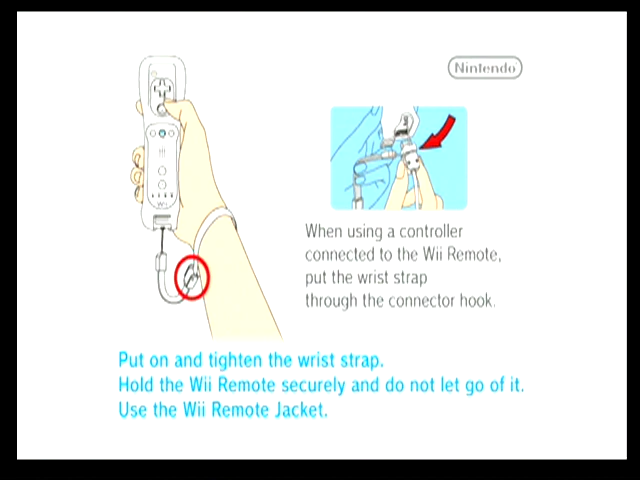 Nintendo
When using a controller
connected to the Wii Remote,
put the wrist strap
through the connector hook.
Put on and tighten the wrist strap.
Hold the Wii Remote securely and do not let go of it.
Use the Wii Remote Jacket.